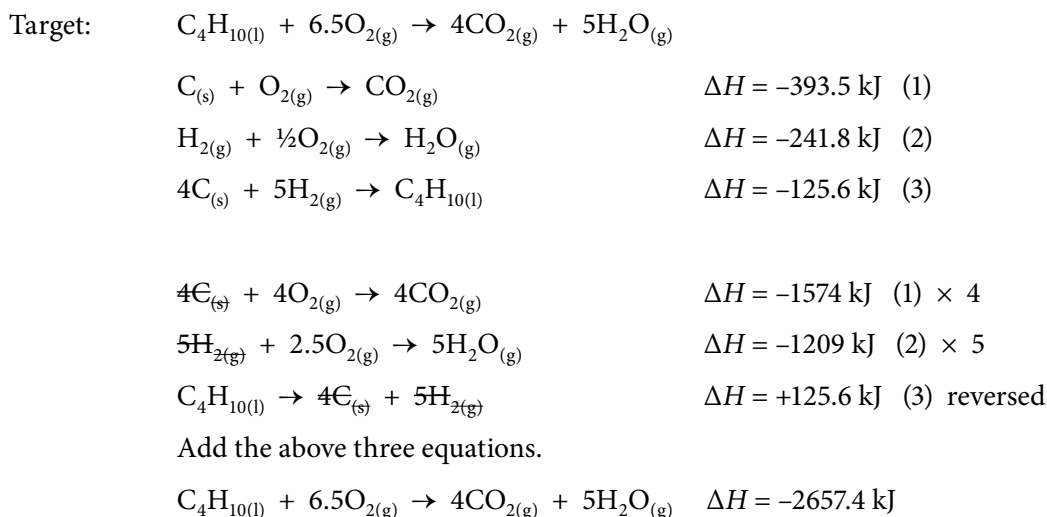 Target: C₄H₁₀₍ₗ₎ + 6.5O₂₍g₎ → 4CO₂₍g₎ + 5H₂O₍g₎
C₍s₎ + O₂₍g₎ → CO₂₍g₎ ΔH = –393.5 kJ (1)
H₂₍g₎ + ½O₂₍g₎ → H₂O₍g₎ ΔH = –241.8 kJ (2)
4C₍s₎ + 5H₂₍g₎ → C₄H₁₀₍ₗ₎ ΔH = –125.6 kJ (3)
4C₍s₎ + 4O₂₍g₎ → 4CO₂₍g₎ ΔH = –1574 kJ (1) × 4
5H₂₍g₎ + 2.5O₂₍g₎ → 5H₂O₍g₎ ΔH = –1209 kJ (2) × 5
C₄H₁₀₍ₗ₎ → 4C₍s₎ + 5H₂₍g₎ ΔH = +125.6 kJ (3) reversed
Add the above three equations.
C₄H₁₀₍ₗ₎ + 6.5O₂₍g₎ → 4CO₂₍g₎ + 5H₂O₍g₎ ΔH = –2657.4 kJ